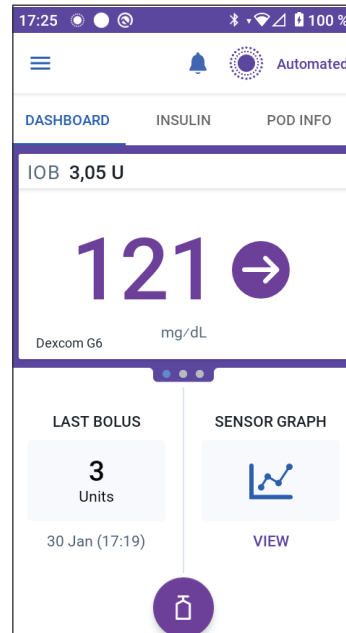 17:25 100 %
Automated
DASHBOARD INSULIN POD INFO
IOB 3,05 U
121
mg/dL
Dexcom G6
LAST BOLUS SENSOR GRAPH
3
Units
30 Jan (17:19) VIEW